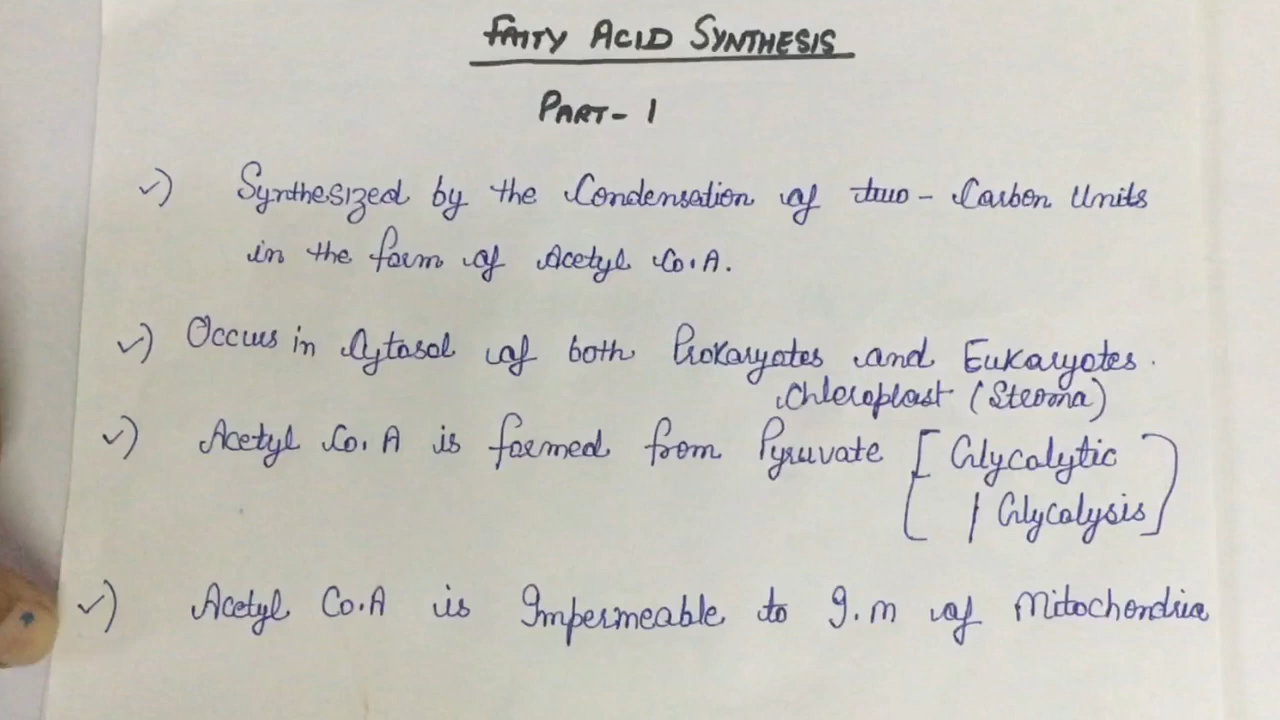 FATTY ACID SYNTHESIS
PART- 1
✓) Synthesized by the Condensation of two - Carbon Units
in the form of Acetyl Co.A.
✓) Occurs in Cytosol of both Prokaryotes and Eukaryotes.
Chloroplast (Stroma)
✓) Acetyl Co.A is formed from Pyruvate [Glycolytic
/ Glycolysis]
✓) Acetyl Co.A is Impermeable to I.m of Mitochondria